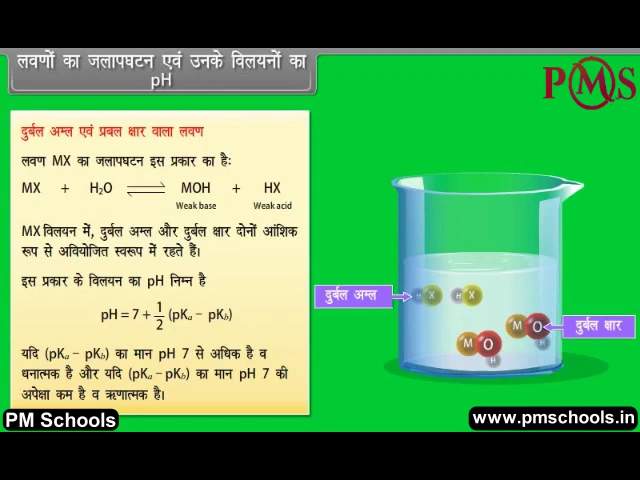 लवणों का जलापघटन एवं उनके विलयनों का
pH
PMS
दुर्बल अम्ल एवं प्रबल क्षार वाला लवण
लवण MX का जलापघटन इस प्रकार का है:
MX + H₂O ⇌ MOH + HX
Weak base Weak acid
MX विलयन में, दुर्बल अम्ल और दुर्बल क्षार दोनों आंशिक
रूप से अवियोजित स्वरूप में रहते हैं।
इस प्रकार के विलयन का pH निम्न है
pH = 7 + 1/2 (pKₐ − pK_b)
यदि (pKₐ − pK_b) का मान pH 7 से अधिक है व
धनात्मक है और यदि (pKₐ − pK_b) का मान pH 7 की
अपेक्षा कम है व ऋणात्मक है।
दुर्बल अम्ल
H X H X
दुर्बल क्षार
M O H
M O H
PM Schools
www.pmschools.in